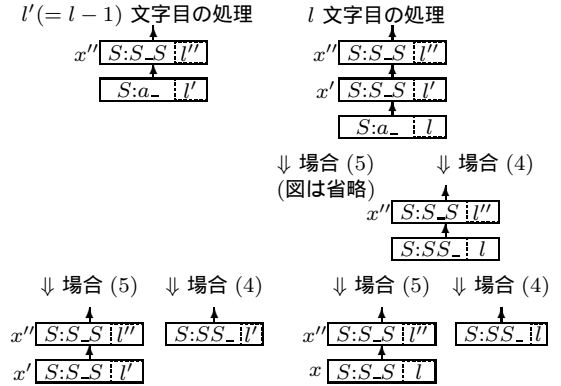 l′(= l − 1) 文字目の処理
l 文字目の処理
x″ S:S_S l″
S:a_ l′
x″ S:S_S l″
x′ S:S_S l′
S:a_ l
⇓ 場合 (5)
(図は省略)
⇓ 場合 (4)
x″ S:S_S l″
S:SS_ l
⇓ 場合 (5)
⇓ 場合 (4)
x″ S:S_S l″
S:SS_ l′
x′ S:S_S l′
⇓ 場合 (5)
⇓ 場合 (4)
x″ S:S_S l″
S:SS_ l
x S:S_S l